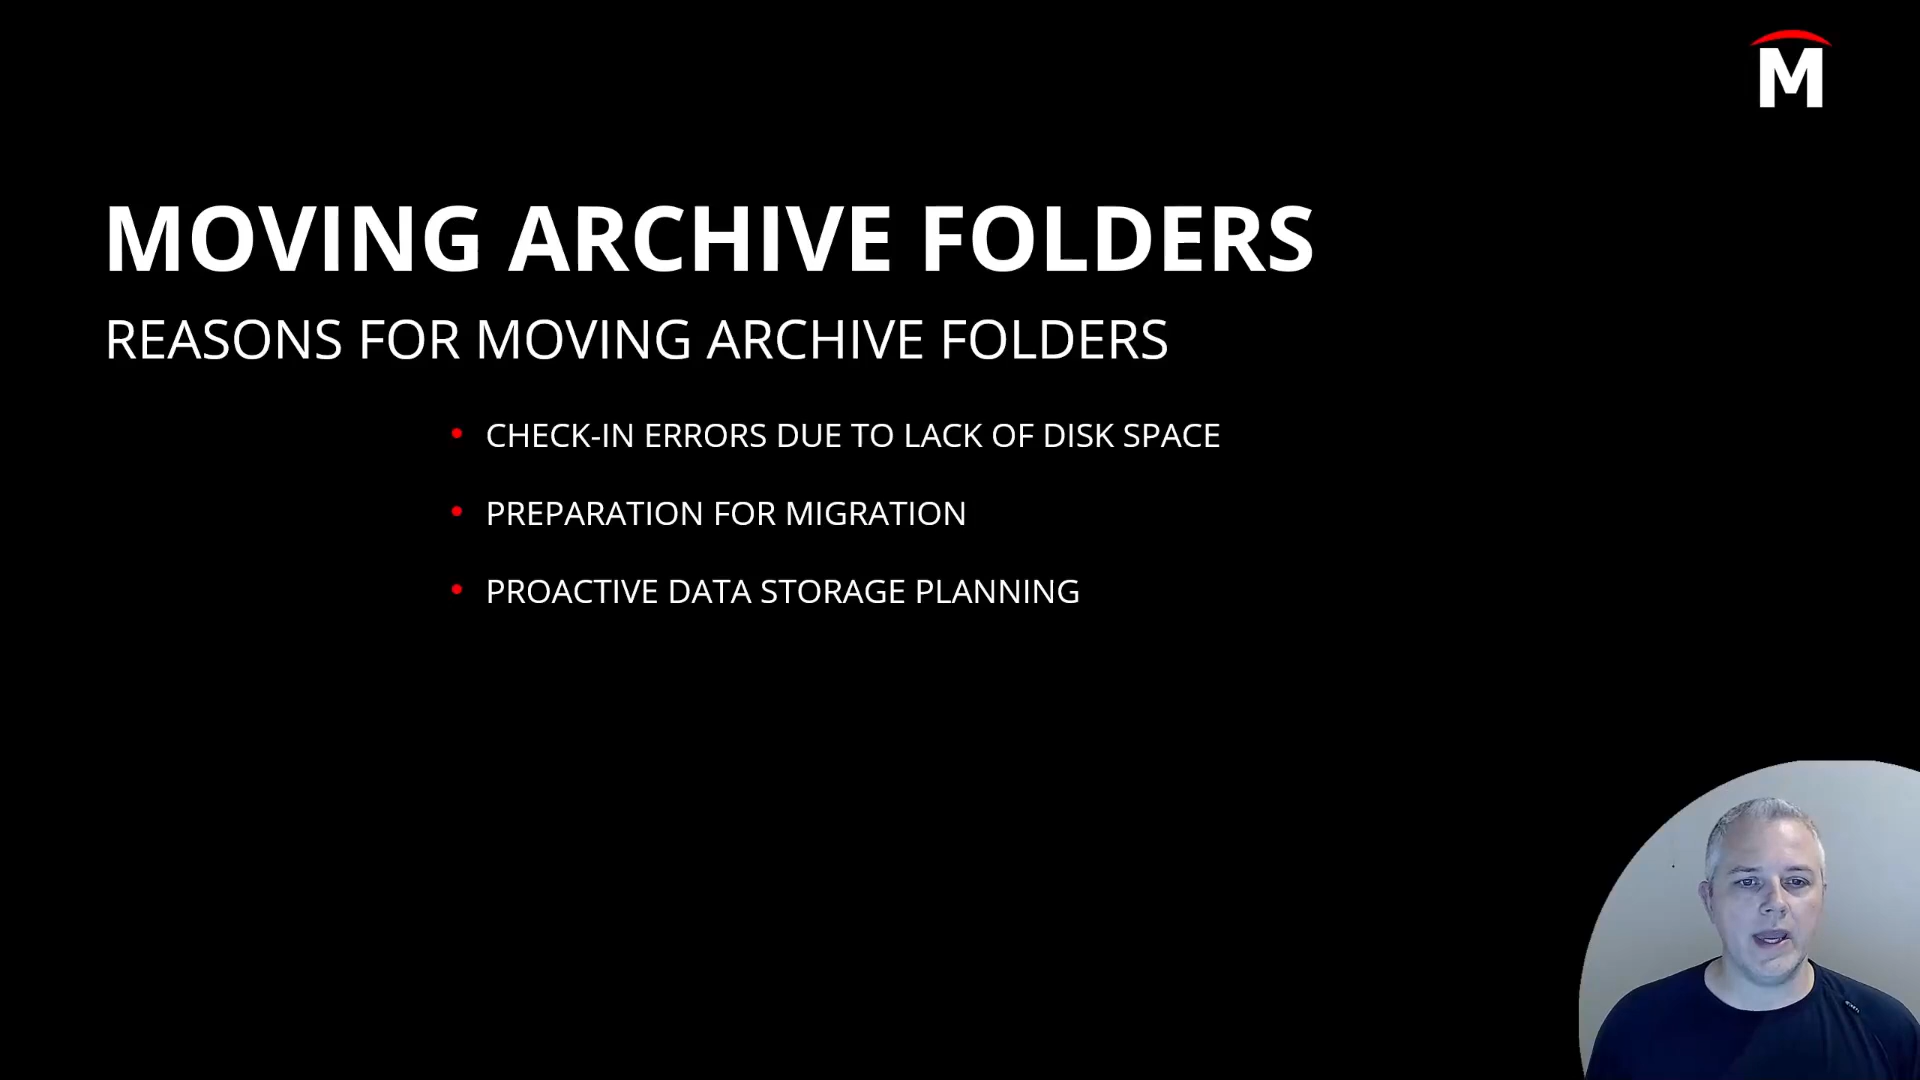 M
MOVING ARCHIVE FOLDERS
REASONS FOR MOVING ARCHIVE FOLDERS
• CHECK-IN ERRORS DUE TO LACK OF DISK SPACE
• PREPARATION FOR MIGRATION
• PROACTIVE DATA STORAGE PLANNING